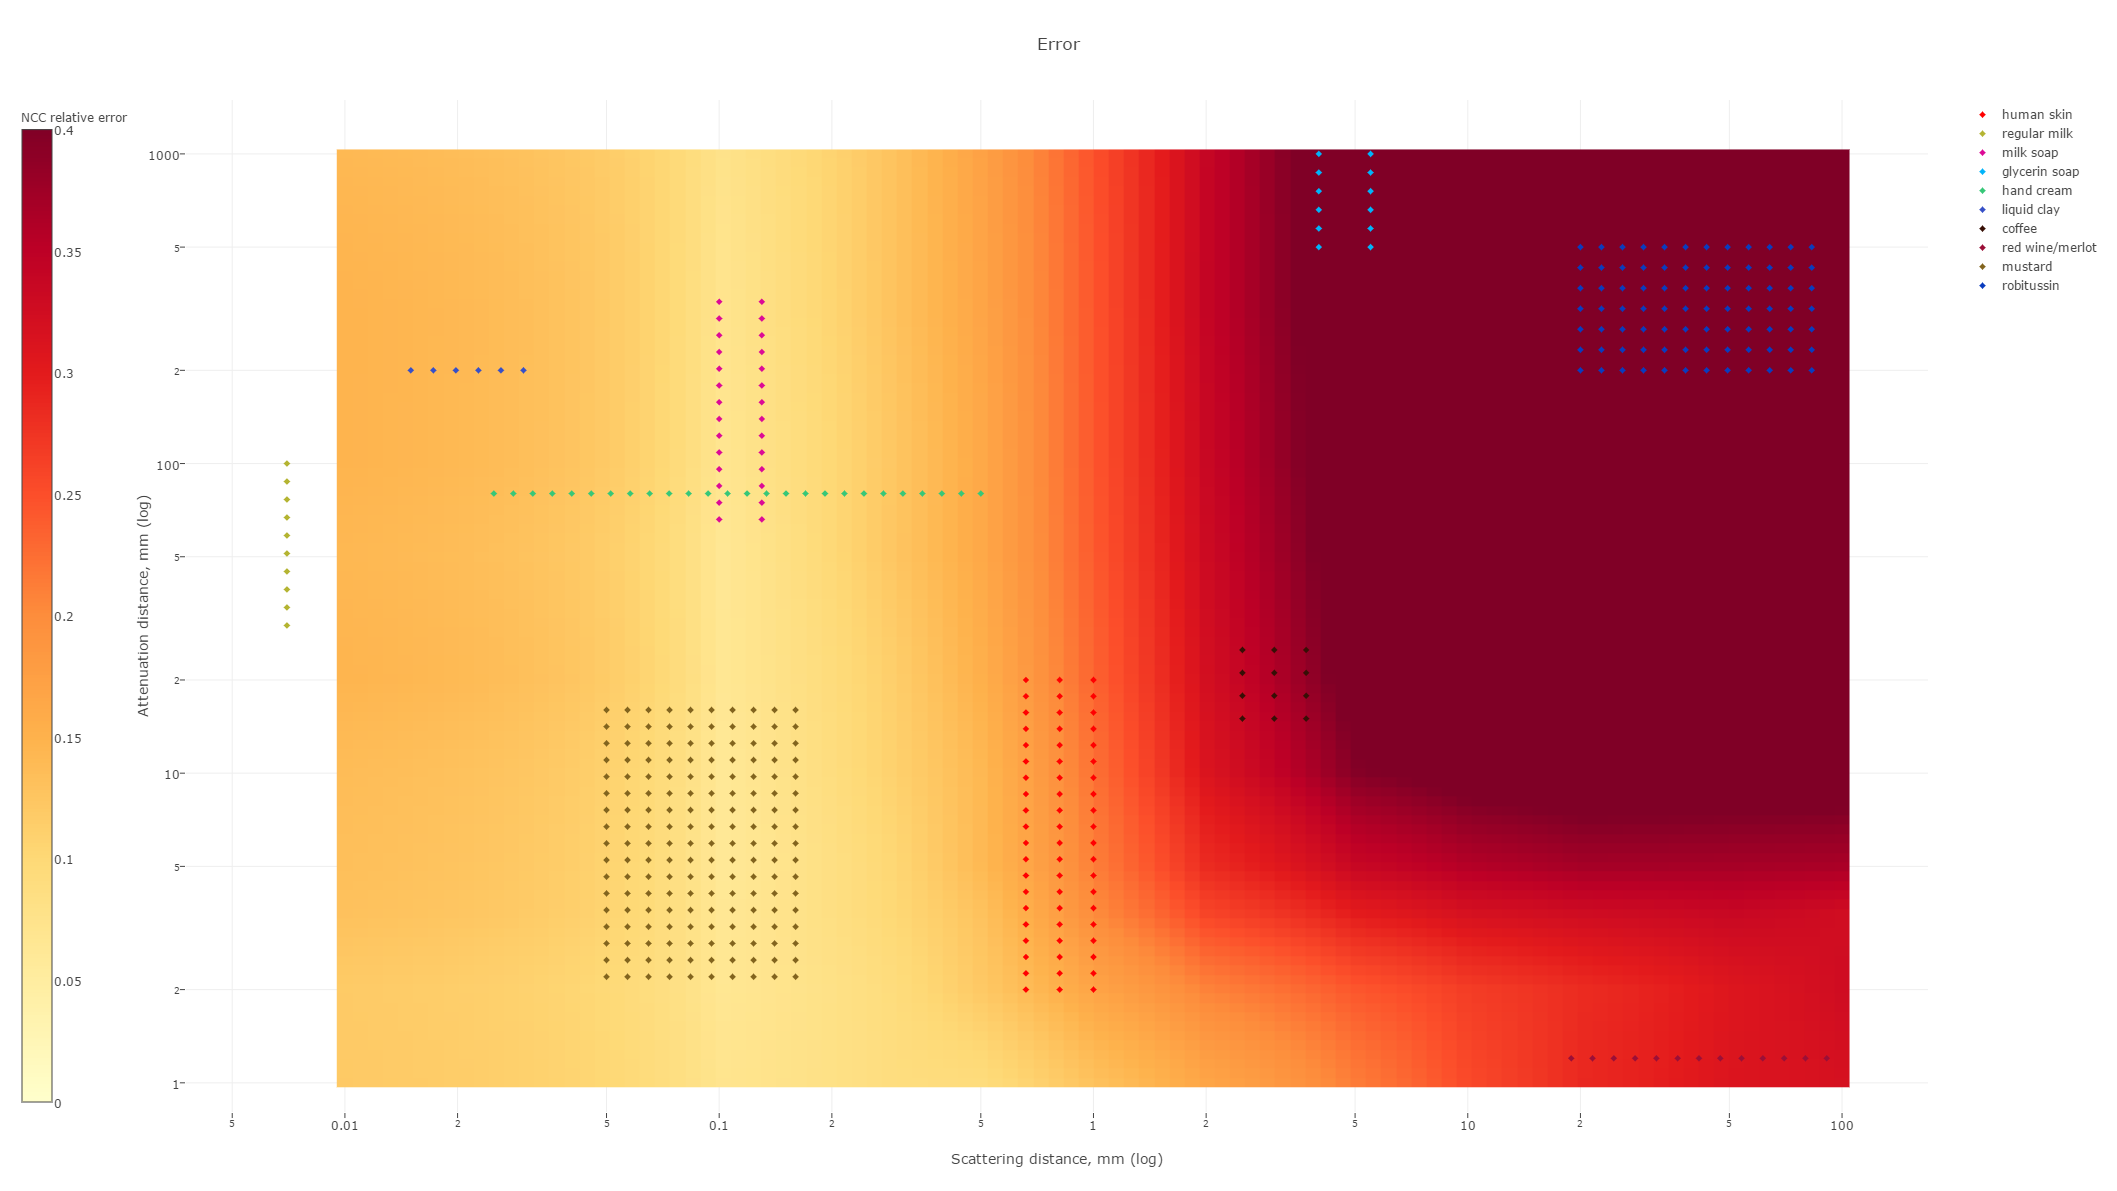 Error
NCC relative error
0.4
0.35
0.3
0.25
0.2
0.15
0.1
0.05
0
Attenuation distance, mm (log)
1000
5
2
100
5
2
10
5
2
1
5
0.01
2
5
0.1
2
5
1
2
5
10
2
5
100
Scattering distance, mm (log)
human skin
regular milk
milk soap
glycerin soap
hand cream
liquid clay
coffee
red wine/merlot
mustard
robitussin